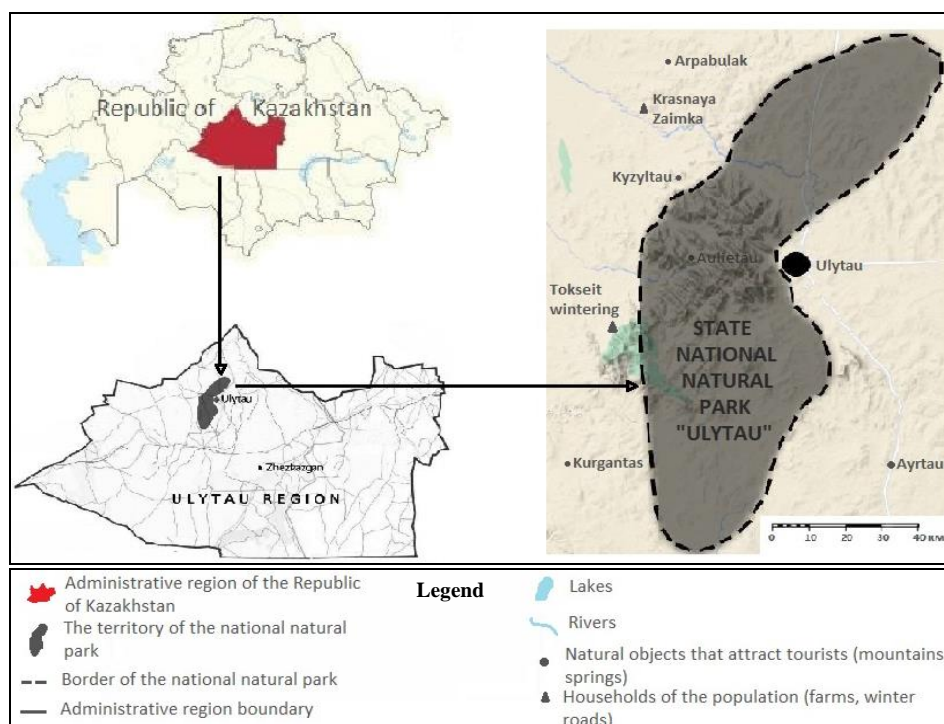 Republic of Kazakhstan
Ulytau
Zhezkazgan
ULYTAU REGION
Arpabulak
Krasnaya
Zaimka
Kyzyltau
Aulietau
Ulytau
Tokseit
wintering
STATE
NATIONAL
NATURAL
PARK
"ULYTAU"
Kurgantas
Ayrtau
0 10 20 30 40 км
Legend
Administrative region of the Republic
of Kazakhstan
The territory of the national natural
park
Border of the national natural park
Administrative region boundary
Lakes
Rivers
Natural objects that attract tourists (mountains
springs)
Households of the population (farms, winter
roads)